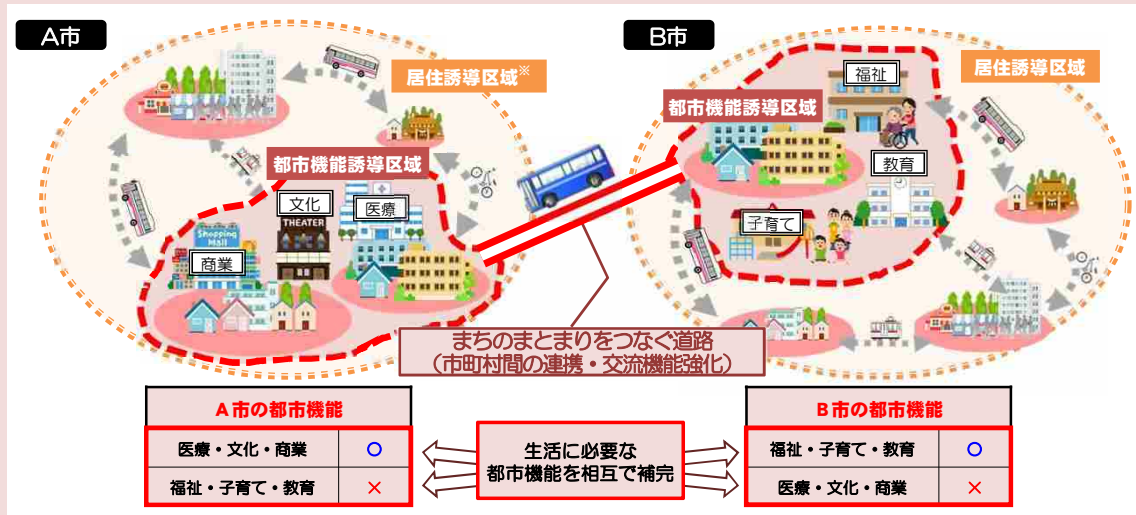 A市
居住誘導区域※
都市機能誘導区域
文化
THEATER
医療
Shopping
Mall
商業
B市
居住誘導区域
都市機能誘導区域
福祉
教育
子育て
まちのまとまりをつなぐ道路
（市町村間の連携・交流機能強化）
A市の都市機能
医療・文化・商業 ○
福祉・子育て・教育 ×
生活に必要な
都市機能を相互で補完
B市の都市機能
福祉・子育て・教育 ○
医療・文化・商業 ×